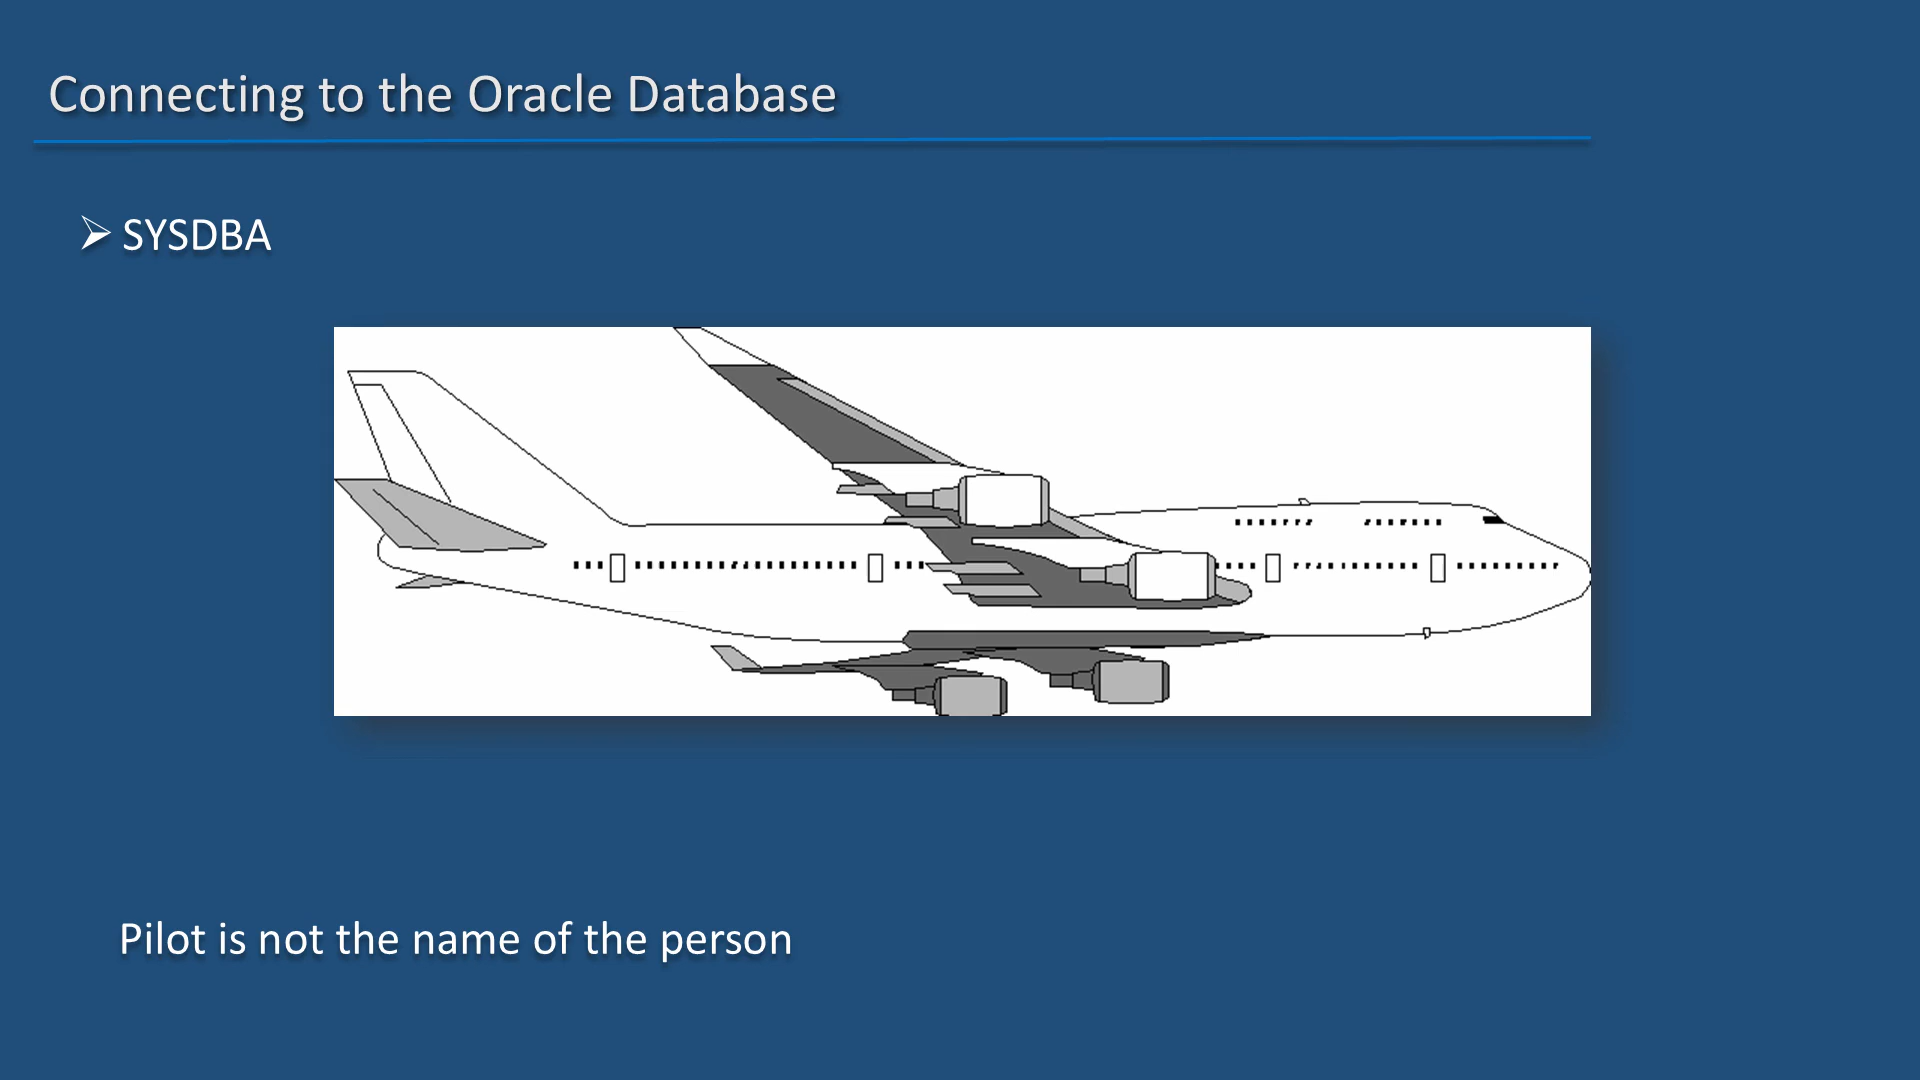 Connecting to the Oracle Database
SYSDBA
Pilot is not the name of the person